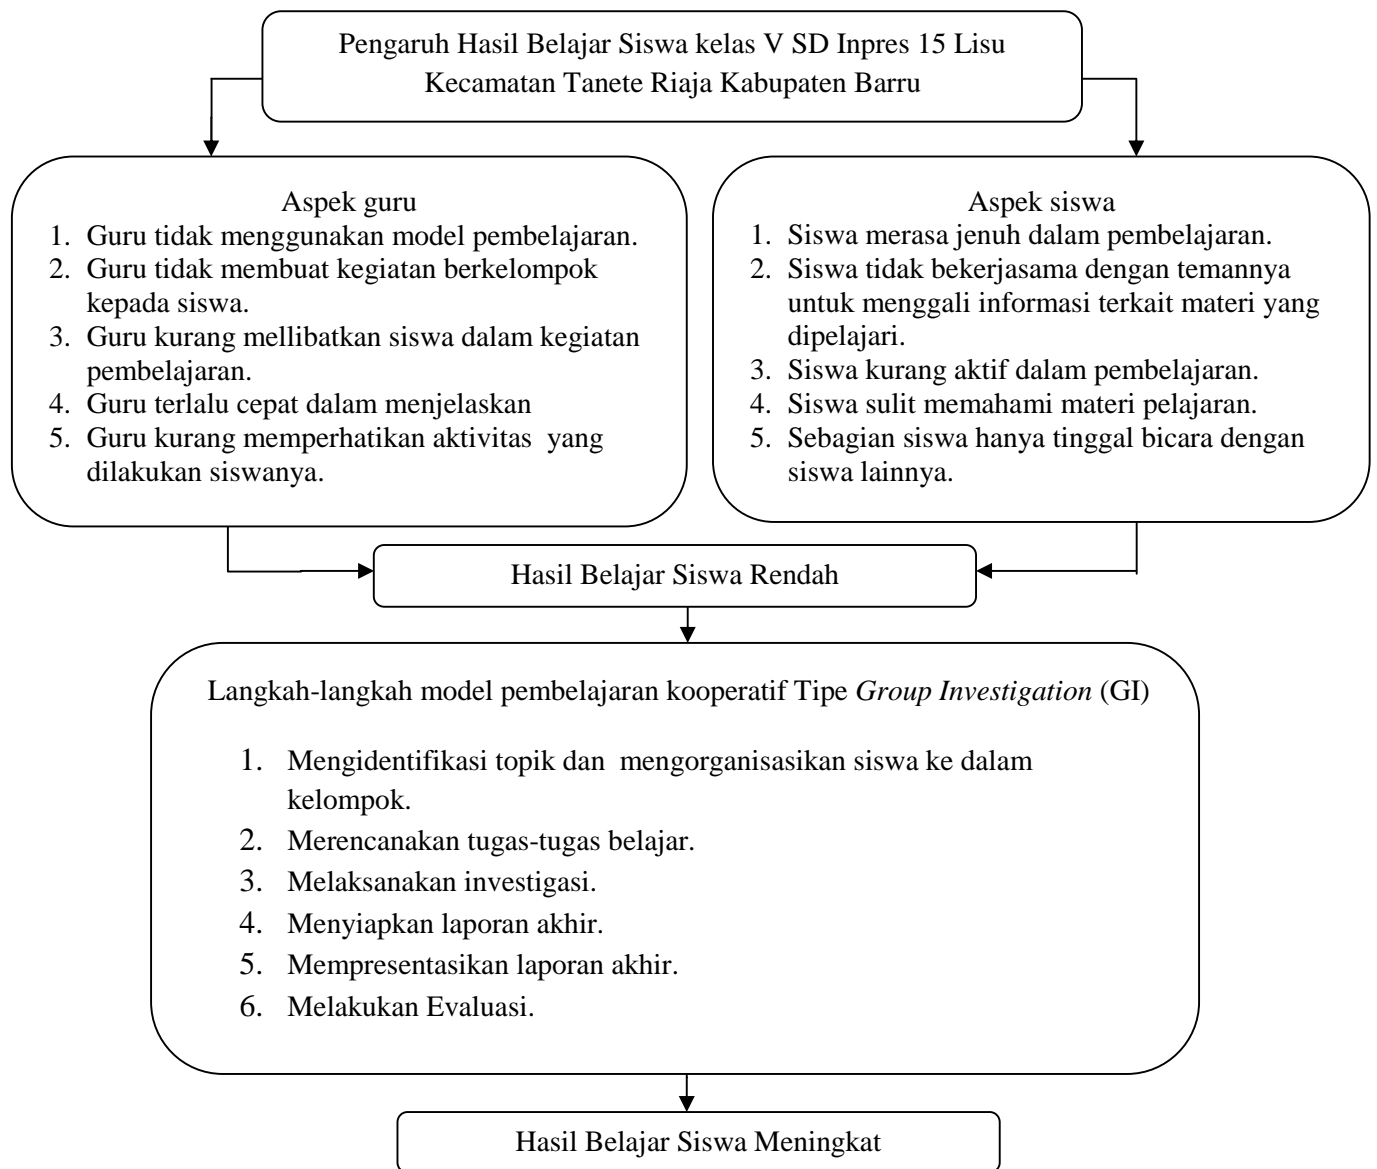 Pengaruh Hasil Belajar Siswa kelas V SD Inpres 15 Lisu
Kecamatan Tanete Riaja Kabupaten Barru
Aspek guru
1. Guru tidak menggunakan model pembelajaran.
2. Guru tidak membuat kegiatan berkelompok
kepada siswa.
3. Guru kurang mellibatkan siswa dalam kegiatan
pembelajaran.
4. Guru terlalu cepat dalam menjelaskan
5. Guru kurang memperhatikan aktivitas yang
dilakukan siswanya.
Aspek siswa
1. Siswa merasa jenuh dalam pembelajaran.
2. Siswa tidak bekerjasama dengan temannya
untuk menggali informasi terkait materi yang
dipelajari.
3. Siswa kurang aktif dalam pembelajaran.
4. Siswa sulit memahami materi pelajaran.
5. Sebagian siswa hanya tinggal bicara dengan
siswa lainnya.
Hasil Belajar Siswa Rendah
Langkah-langkah model pembelajaran kooperatif Tipe Group Investigation (GI)
1. Mengidentifikasi topik dan mengorganisasikan siswa ke dalam
kelompok.
2. Merencanakan tugas-tugas belajar.
3. Melaksanakan investigasi.
4. Menyiapkan laporan akhir.
5. Mempresentasikan laporan akhir.
6. Melakukan Evaluasi.
Hasil Belajar Siswa Meningkat